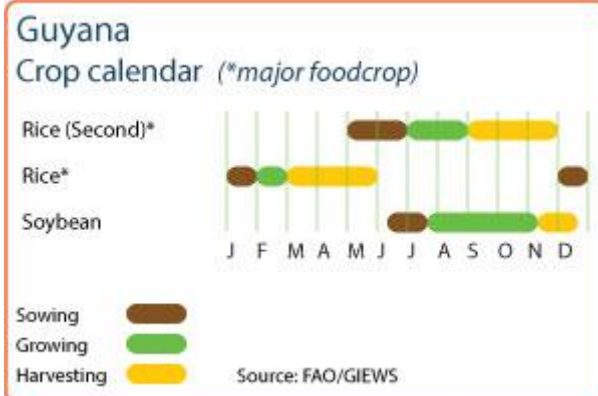 Guyana
Crop calendar (*major foodcrop)
Rice (Second)*
Rice*
Soybean
J F M A M J J A S O N D
Sowing
Growing
Harvesting
Source: FAO/GIEWS